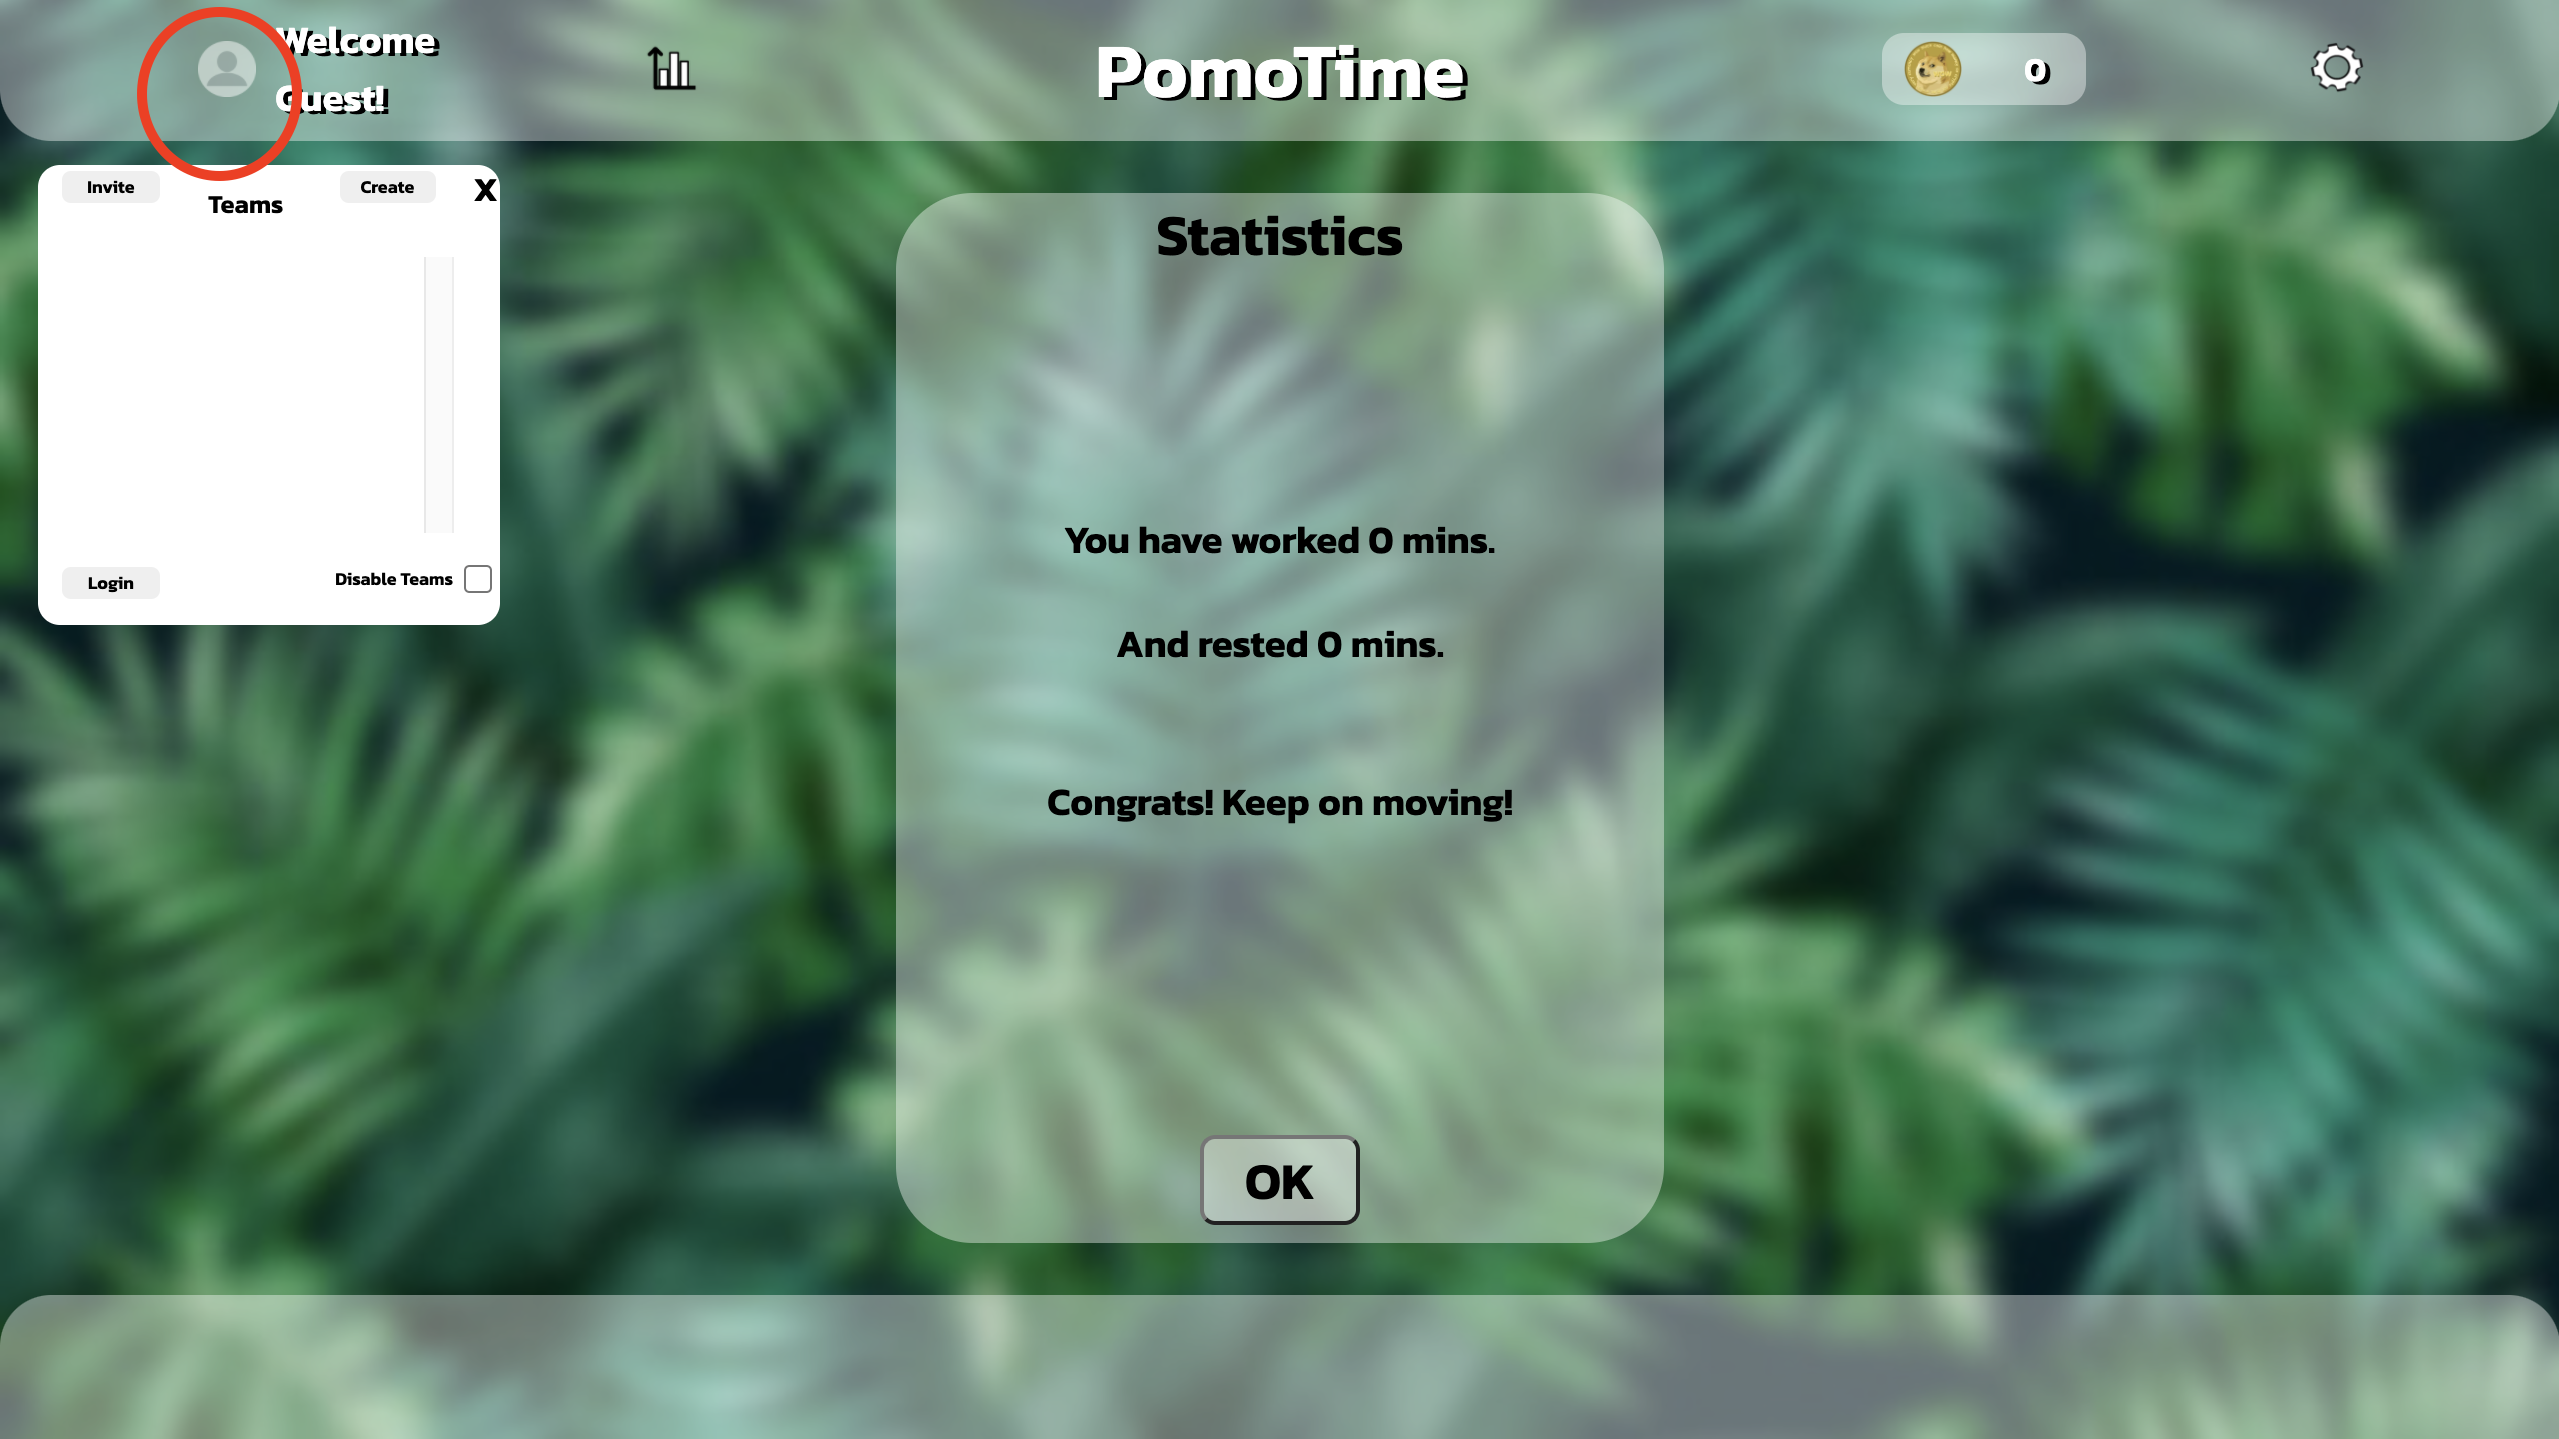 Welcome
Guest!
PomoTime
0
Invite
Teams
Create
X
Login
Disable Teams
Statistics
You have worked 0 mins.
And rested 0 mins.
Congrats! Keep on moving!
OK